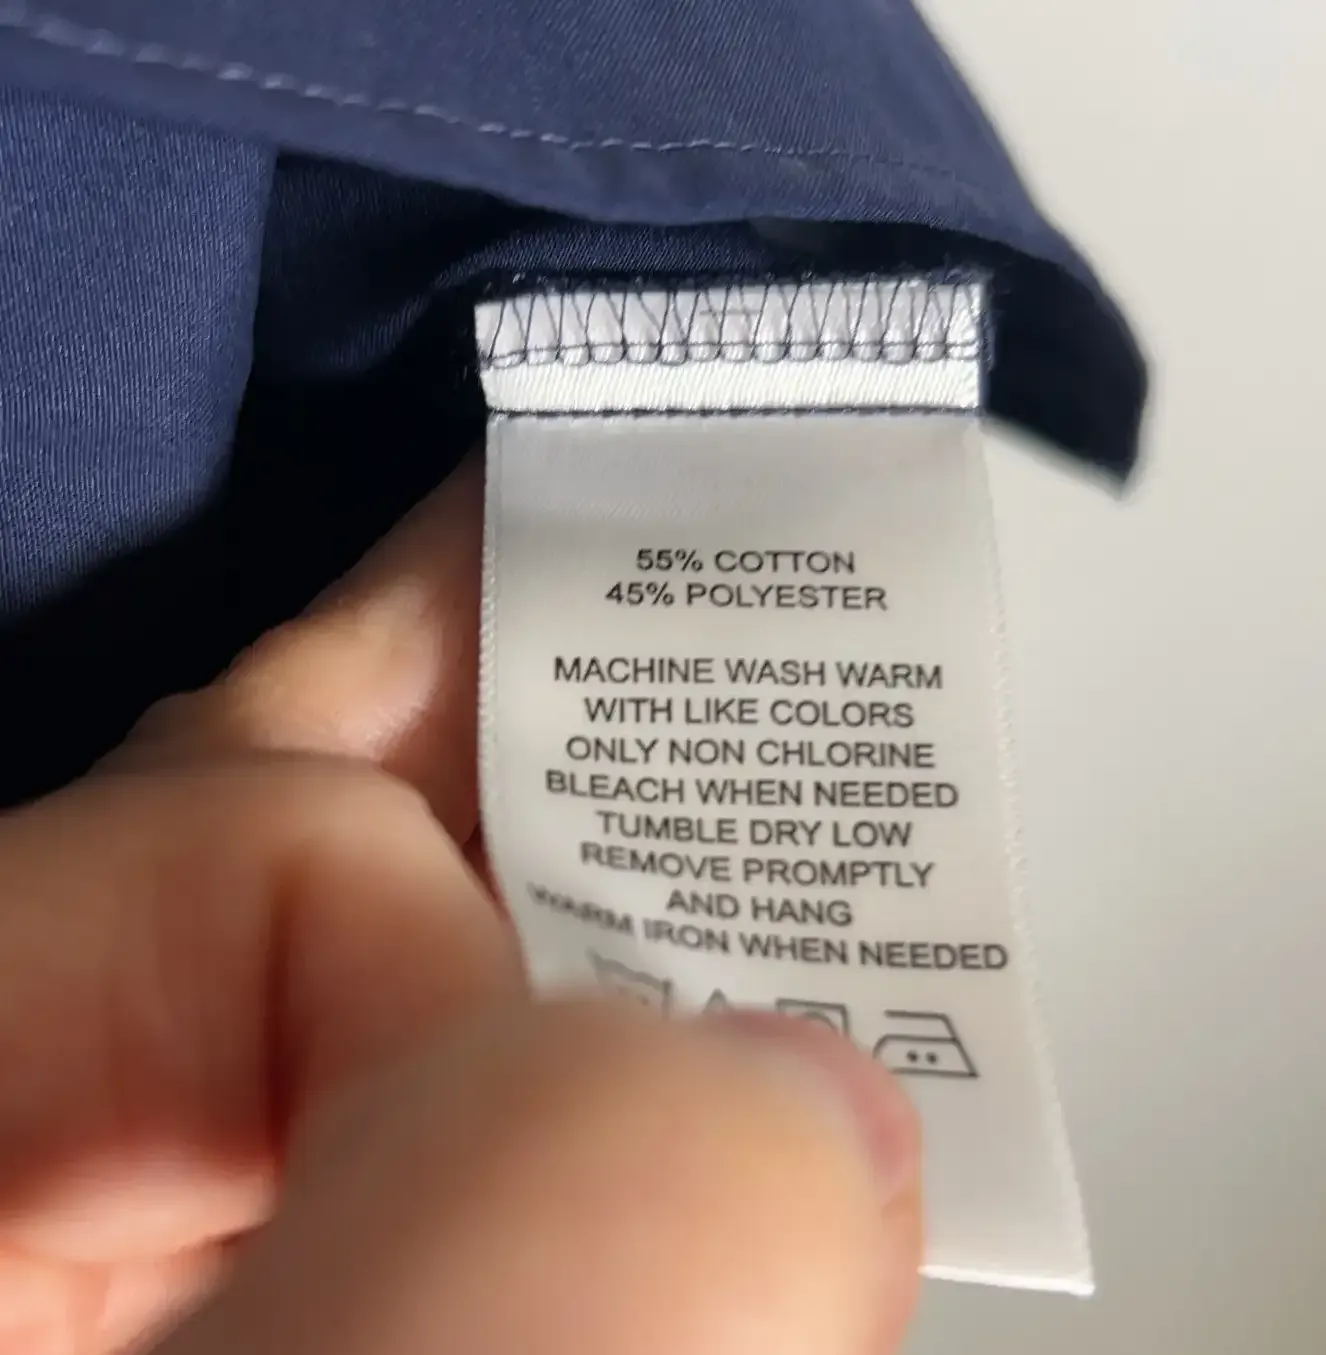 55% COTTON
45% POLYESTER
MACHINE WASH WARM
WITH LIKE COLORS
ONLY NON CHLORINE
BLEACH WHEN NEEDED
TUMBLE DRY LOW
REMOVE PROMPTLY
AND HANG
WARM IRON WHEN NEEDED